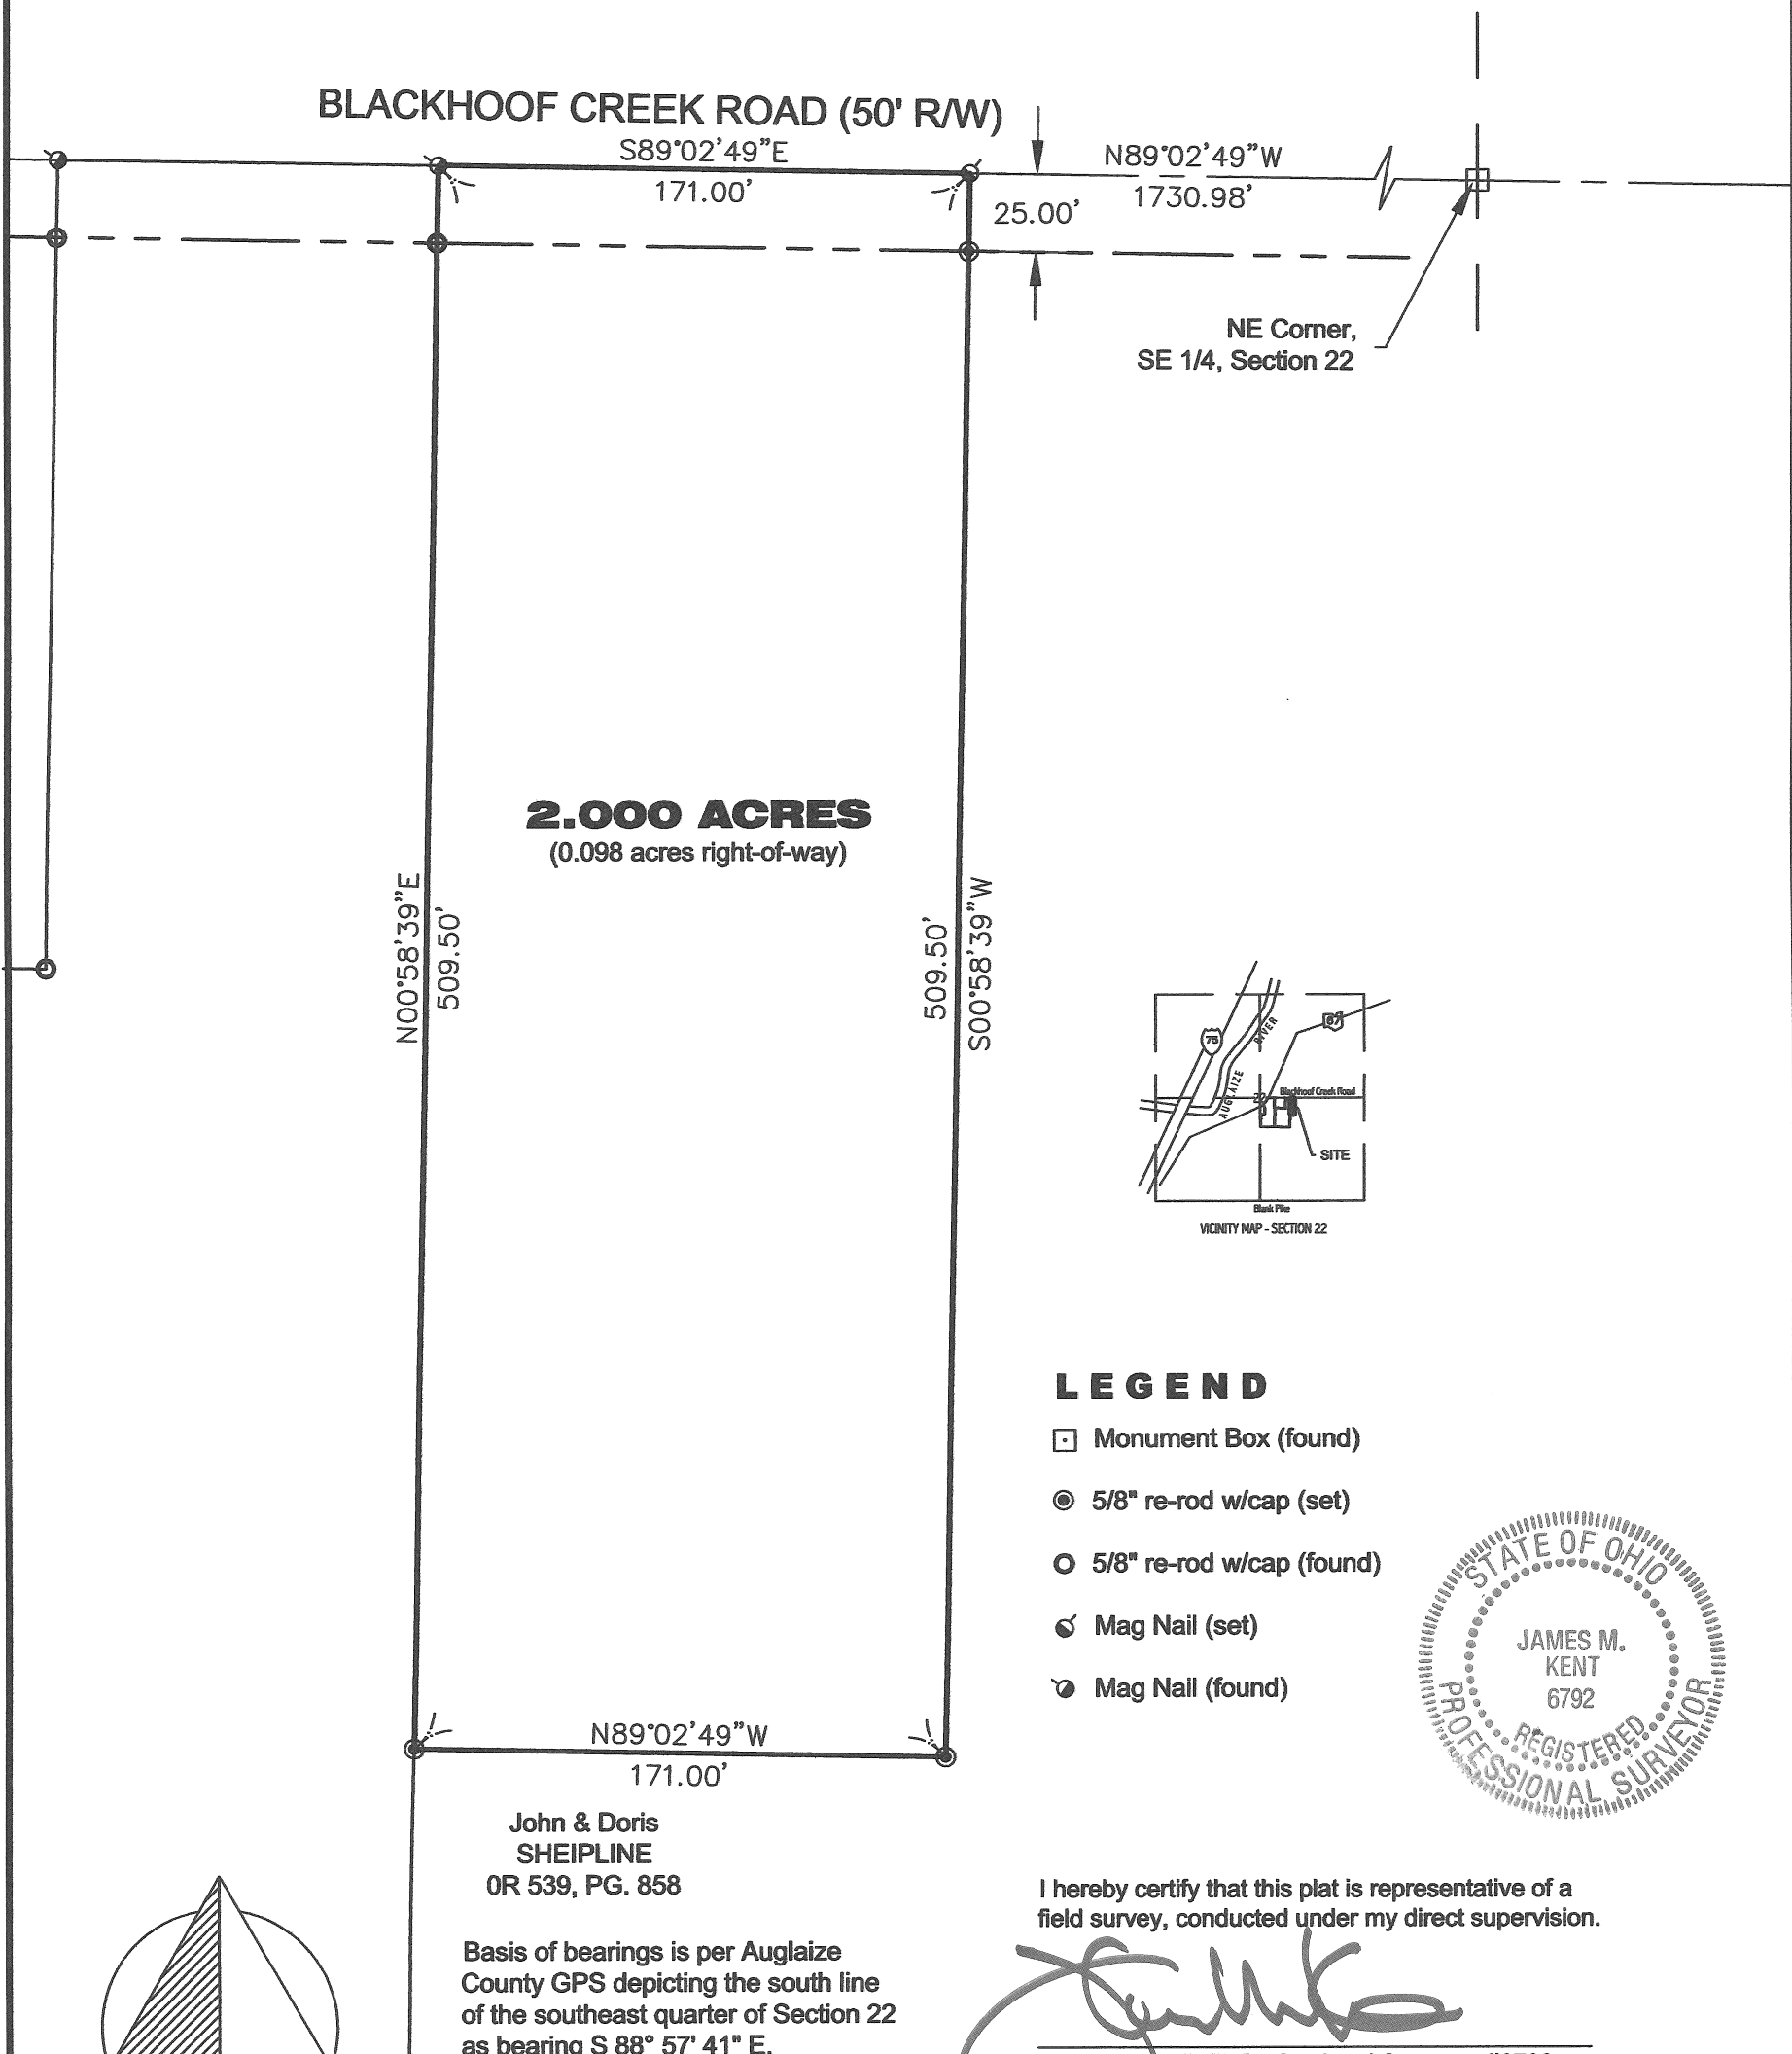 BLACKHOOF CREEK ROAD (50' R/W)
S89°02'49"E
171.00'
N89°02'49"W
1730.98'
25.00'
NE Corner,
SE 1/4, Section 22
2.000 ACRES
(0.098 acres right-of-way)
N00°58'39"E
509.50'
509.50'
S00°58'39"W
75
67
RIVER
AUGLAIZE
22
Blackhoof Creek Road
SITE
Blank Pike
VICINITY MAP - SECTION 22
LEGEND
Monument Box (found)
5/8" re-rod w/cap (set)
5/8" re-rod w/cap (found)
Mag Nail (set)
Mag Nail (found)
STATE OF OHIO
JAMES M.
KENT
6792
REGISTERED
PROFESSIONAL SURVEYOR
N89°02'49"W
171.00'
John & Doris
SHEIPLINE
0R 539, PG. 858
Basis of bearings is per Auglaize
County GPS depicting the south line
of the southeast quarter of Section 22
as bearing S 88° 57' 41" E.
I hereby certify that this plat is representative of a
field survey, conducted under my direct supervision.